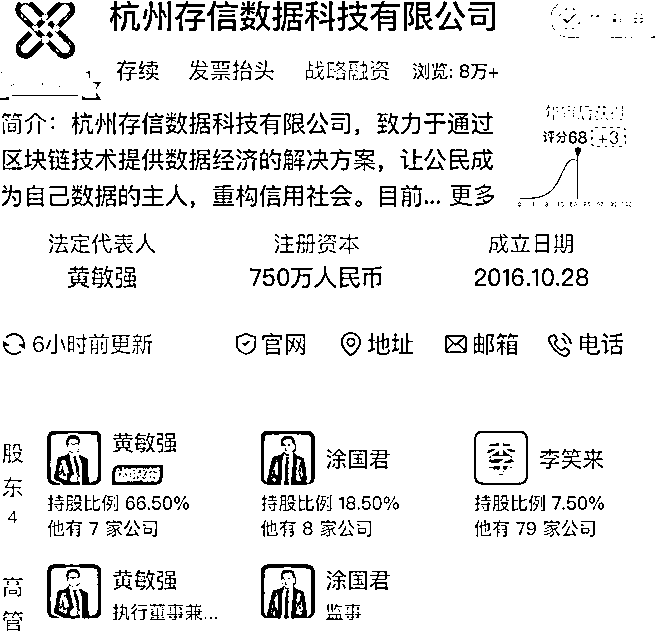 杭州存信数据科技有限公司
存续 发票抬头 战略融资 浏览: 8万+
简介：杭州存信数据科技有限公司，致力于通过
区块链技术提供数据经济的解决方案，让公民成
为自己数据的主人，重构信用社会。目前... 更多
评分68 +3
法定代表人 注册资本 成立日期
黄敏强 750万人民币 2016.10.28
6小时前更新 官网 地址 邮箱 电话
股东 4
黄敏强 涂国君 李笑来
持股比例 66.50% 持股比例 18.50% 持股比例 7.50%
他有 7 家公司 他有 8 家公司 他有 79 家公司
高管
黄敏强 涂国君
执行董事兼... 监事